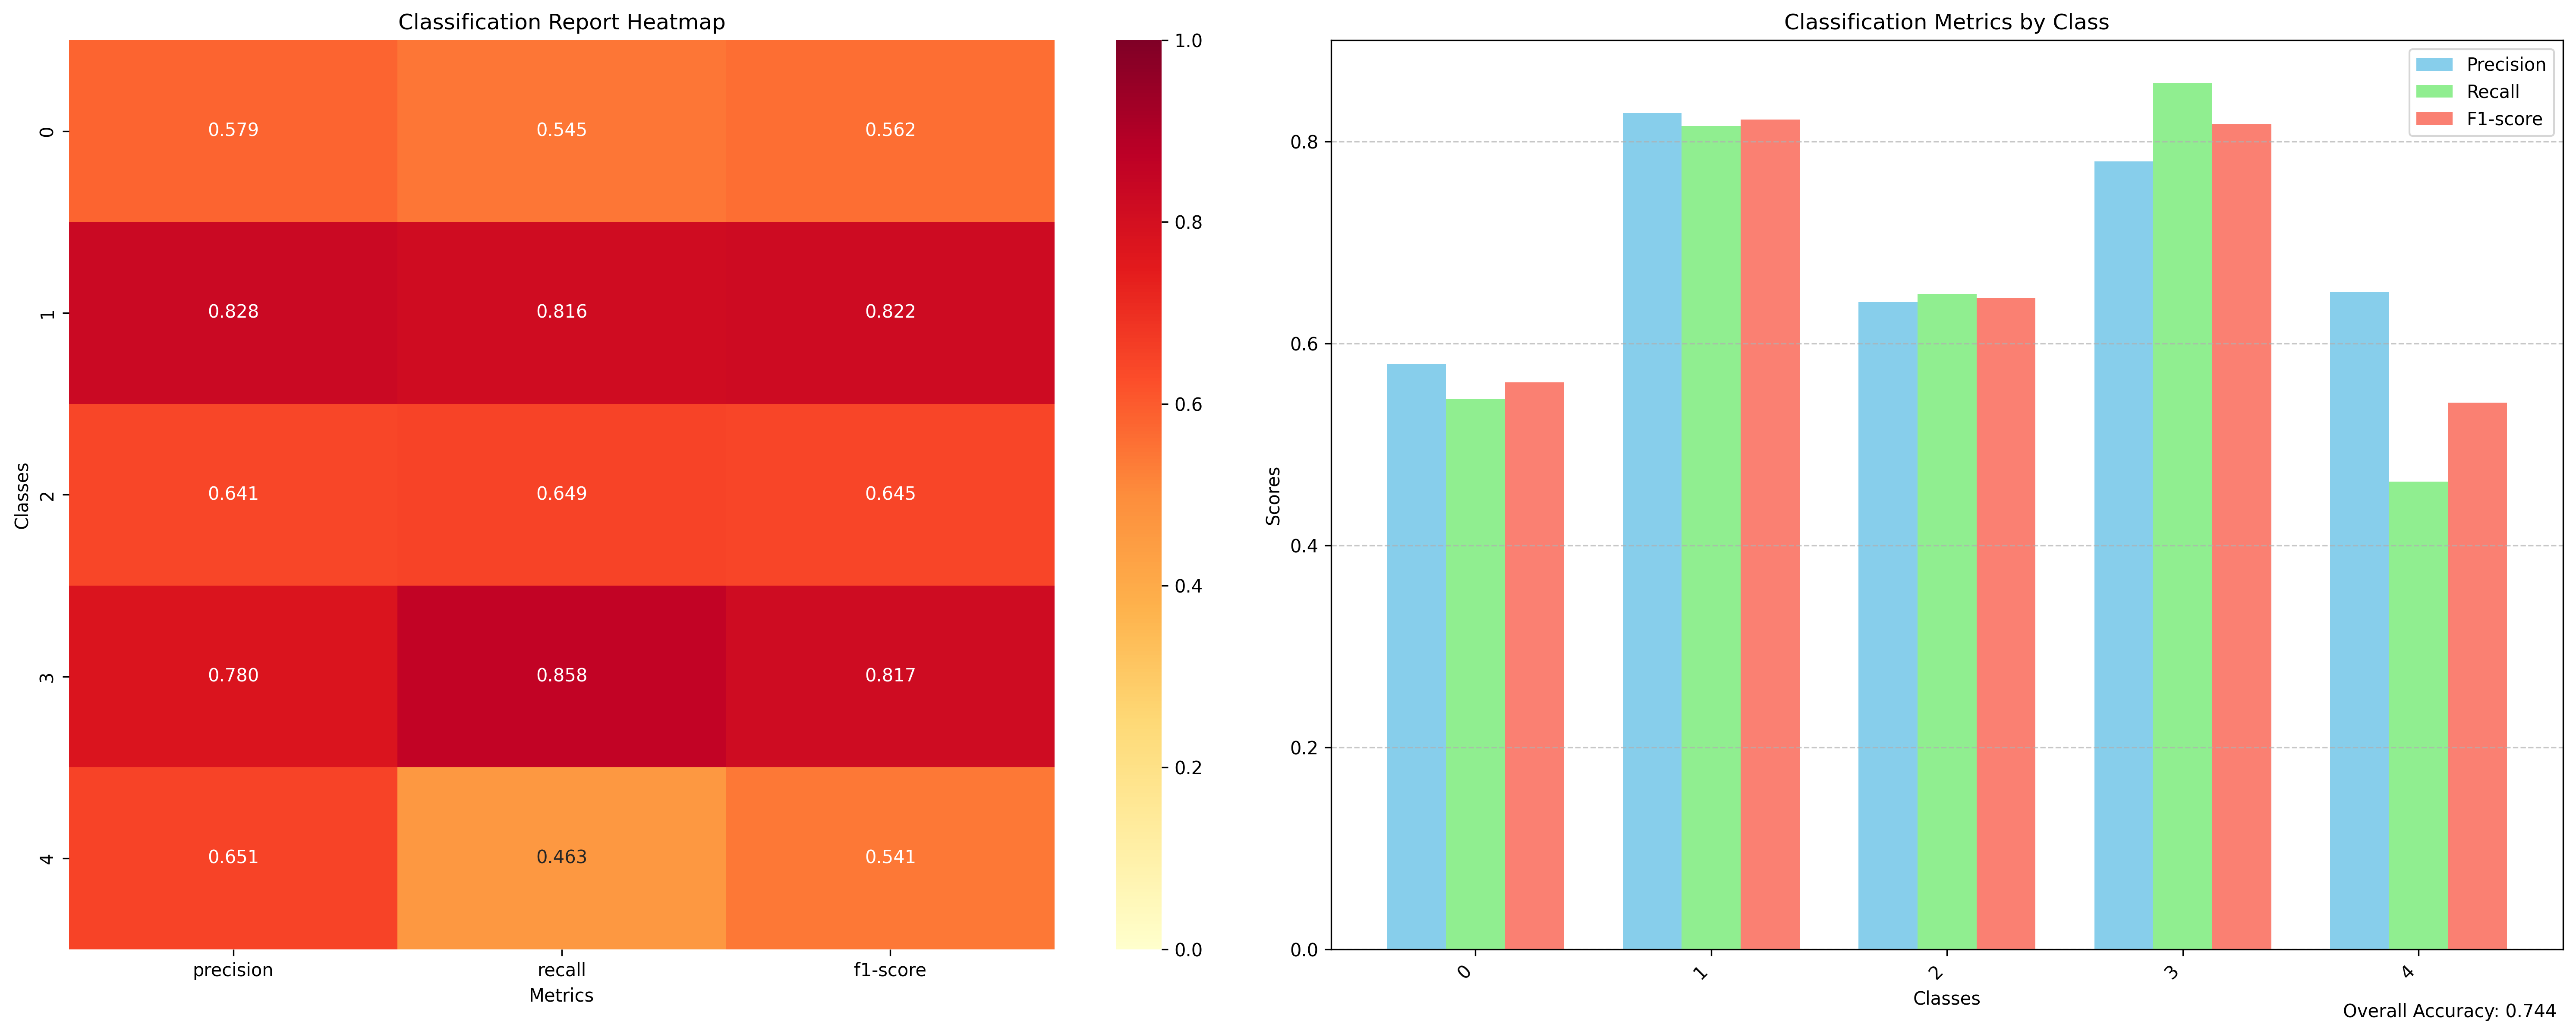 Classification Report Heatmap
Classes
0
1
2
3
4
0.579 0.545 0.562
0.828 0.816 0.822
0.641 0.649 0.645
0.780 0.858 0.817
0.651 0.463 0.541
precision recall f1-score
Metrics
1.0
0.8
0.6
0.4
0.2
0.0
Classification Metrics by Class
Precision
Recall
F1-score
Scores
0.8
0.6
0.4
0.2
0.0
0 1 2 3 4
Classes
Overall Accuracy: 0.744